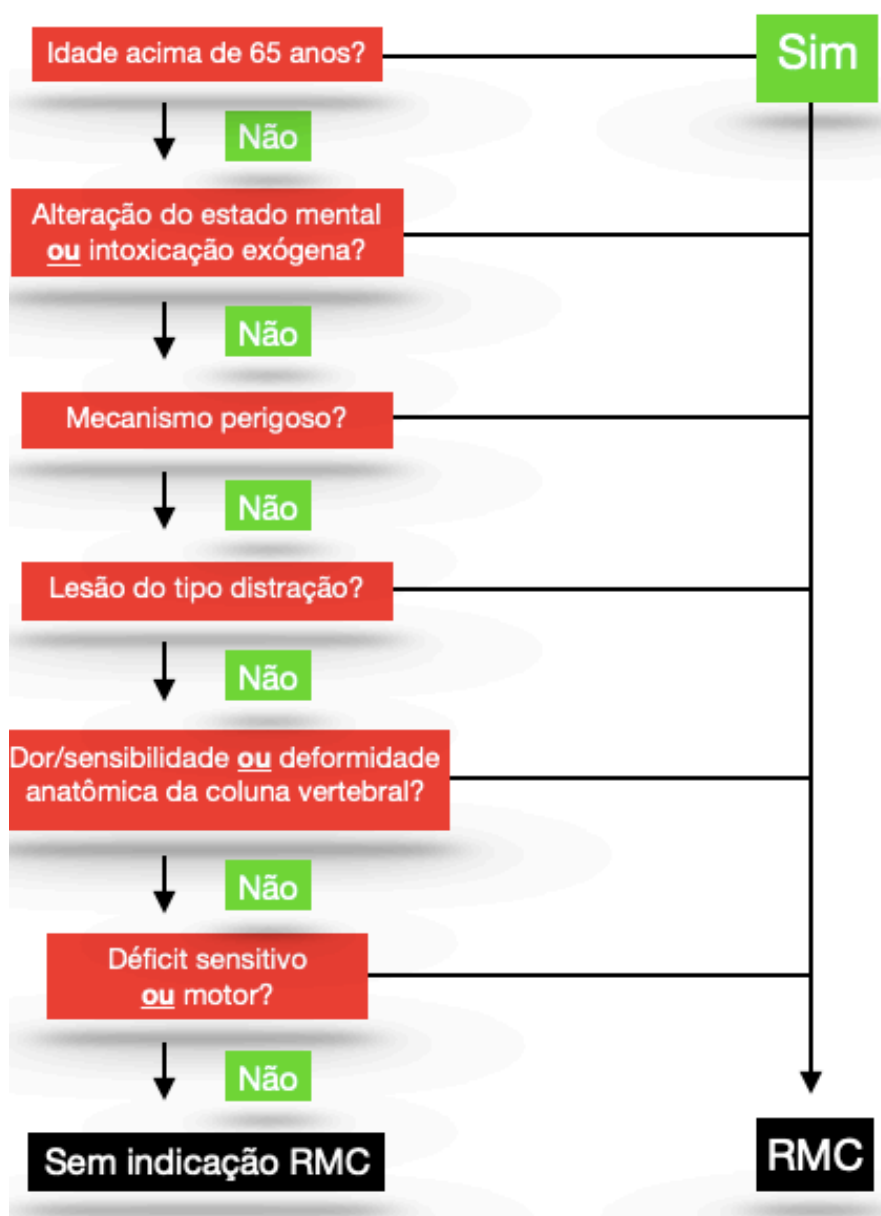 Idade acima de 65 anos?
Sim
Não
Alteração do estado mental
ou intoxicação exógena?
Não
Mecanismo perigoso?
Não
Lesão do tipo distração?
Não
Dor/sensibilidade ou deformidade
anatômica da coluna vertebral?
Não
Déficit sensitivo
ou motor?
Não
Sem indicação RMC
RMC